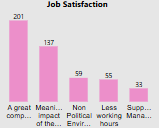 Job Satisfaction
201
137
59
55
33
A great Meani... Non Less Supp...
comp... impact Political working Mana...
of the... Envir... hours